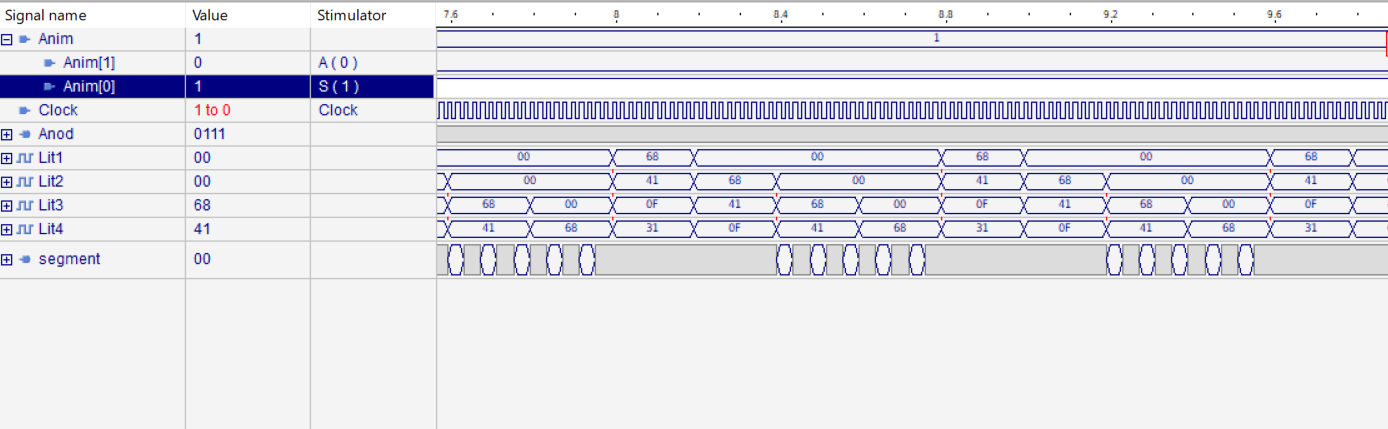 Signal name Value Stimulator 7.6 8 8.4 8.8 9.2 9.6
Anim 1 1
Anim[1] 0 A ( 0 )
Anim[0] 1 S ( 1 )
Clock 1 to 0 Clock
Anod 0111
Lit1 00 00 68 00 68 00 68
Lit2 00 00 41 68 00 41 68 00 41
Lit3 68 68 00 0F 41 68 00 0F 41 68 00 0F
Lit4 41 41 68 31 0F 41 68 31 0F 41 68 31
segment 00